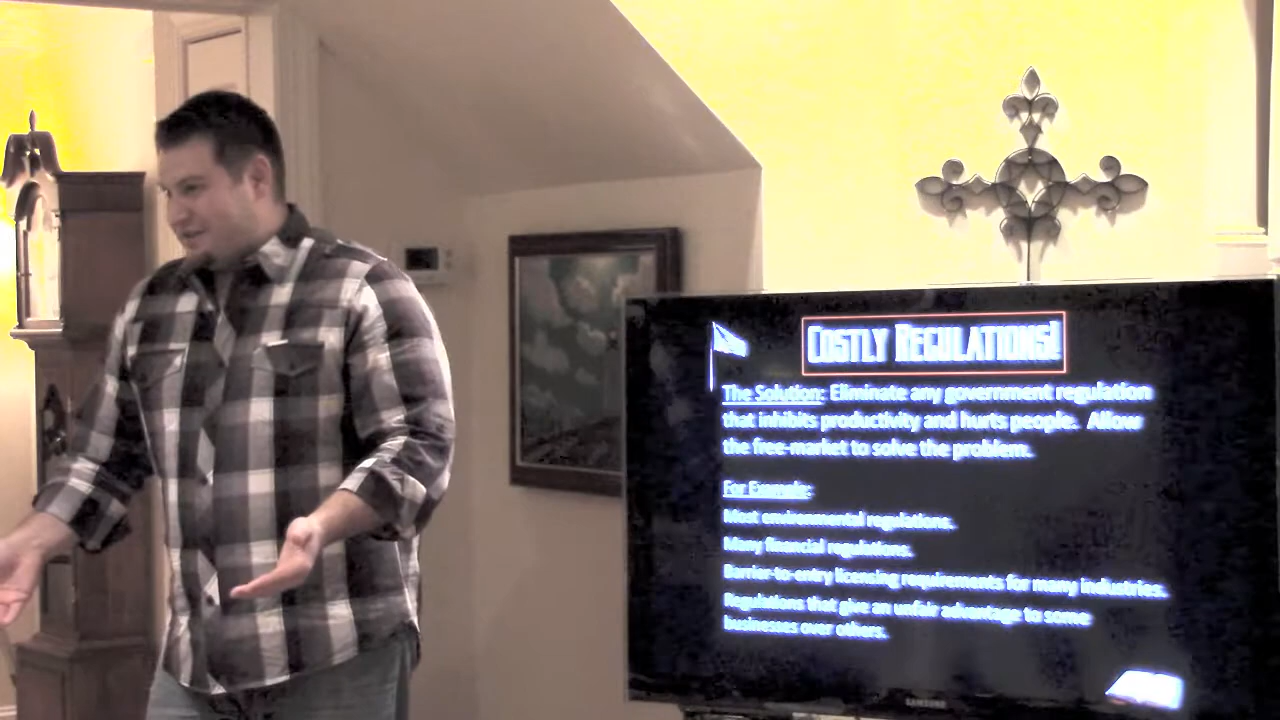 COSTLY REGULATIONS!
The Solution: Eliminate any government regulation
that inhibits productivity and hurts people. Allow
the free-market to solve the problem.
For Example:
Most environmental regulations.
Many financial regulations.
Barrier-to-entry licensing requirements for many industries.
Regulations that give an unfair advantage to some
businesses over others.
SAMSUNG